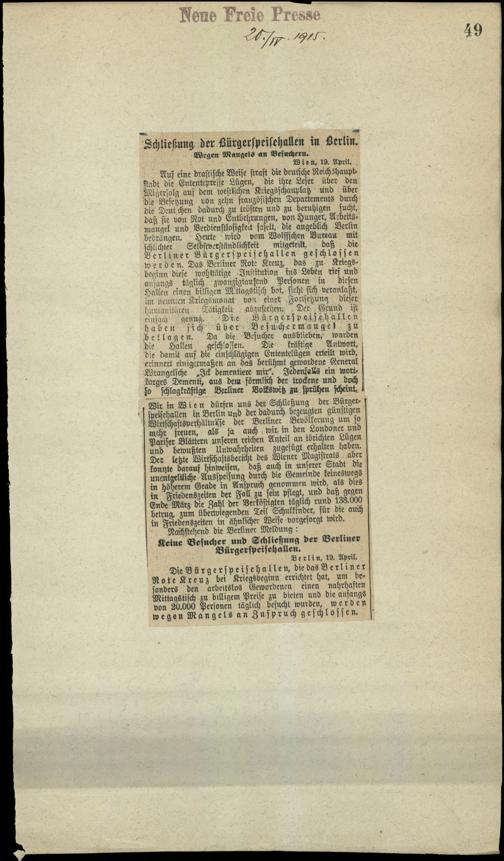 Neue Freie Presse
20./IV. 1915.
49
Schließung der Bürgerspeisehallen in Berlin.
Wegen Mangels an Besuchern.
Wien, 19. April.
Auf eine drastische Weise straft die deutsche Reichshaupt-
stadt die Ententepresse Lügen, die ihre Leser über den
Mißerfolg auf dem westlichen Kriegsschauplatz und über
die Besetzung von zehn französischen Departements durch
die Deutschen dadurch zu trösten und zu beruhigen sucht,
daß sie von Not und Entbehrungen, von Hunger, Arbeits-
mangel und Verdienstlosigkeit faselt, die angeblich Berlin
bedrängen. Heute wird vom Wolffschen Bureau mit
schlichter Selbstverständlichkeit mitgeteilt, daß die
Berliner Bürgerspeisehallen geschlossen
werden. Das Berliner Rote Kreuz, das zu Kriegs-
beginn diese wohltätige Institution ins Leben rief und
anfangs täglich zwanzigtausend Personen in diesen
Hallen einen billigen Mittagstisch bot, sieht sich veranlaßt,
im neunten Kriegsmonat von einer Fortsetzung dieser
humanitären Tätigkeit abzusehen. Der Grund ist
einfach genug. Die Bürgerspeisehallen
haben sich über Besuchermangel zu
beklagen. Da die Besucher ausblieben, wurden
die Hallen geschlossen. Die kräftige Antwort,
die damit auf die einschlägigen Ententelügen erteilt wird,
erinnert einigermaßen an das berühmt gewordene General
Wrangelsche „Ick dementiere mir“. Jedenfalls ein wort-
karges Dementi, aus dem förmlich der trockene und doch
so schlagkräftige Berliner Volkswitz zu sprühen scheint.
Wir in Wien dürfen uns der Schließung der Bürger-
speisehallen in Berlin und der dadurch bezeugten günstigen
Wirtschaftsverhältnisse der Berliner Bevölkerung um so
mehr freuen, als ja auch wir in den Londoner und
Pariser Blättern unseren reichen Anteil an törichten Lügen
und bewußten Unwahrheiten zugefügt erhalten haben.
Der letzte Wirtschaftsbericht des Wiener Magistrats aber
konnte darauf hinweisen, daß auch in unserer Stadt die
unentgeltliche Ausspeisung durch die Gemeinde keineswegs
in höherem Grade in Anspruch genommen wird, als dies
in Friedenszeiten der Fall zu sein pflegt, und daß gegen
Ende März die Zahl der Verköstigten täglich rund 138.000
betrug, zum überwiegenden Teil Schulkinder, für die auch
in Friedenszeiten in ähnlicher Weise vorgesorgt wird.
Nachstehend die Berliner Meldung:
Keine Besucher und Schließung der Berliner
Bürgerspeisehallen.
Berlin, 19. April.
Die Bürgerspeisehallen, die das Berliner
Rote Kreuz bei Kriegsbeginn errichtet hat, um be-
sonders den arbeitslos Gewordenen einen nahrhaften
Mittagstisch zu billigem Preise zu bieten und die anfangs
von 20.000 Personen täglich besucht wurden, werden
wegen Mangels an Zuspruch geschlossen.